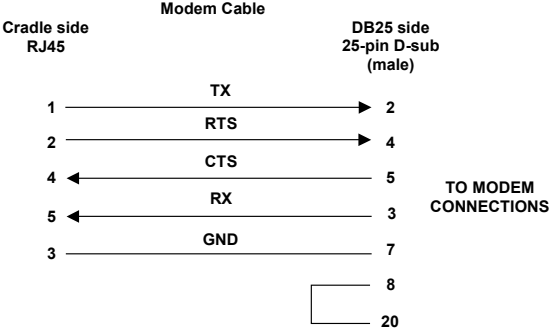 Modem Cable
Cradle side
RJ45
DB25 side
25-pin D-sub
(male)
1 TX 2
2 RTS 4
4 CTS 5
5 RX 3
3 GND 7
8
20
TO MODEM
CONNECTIONS